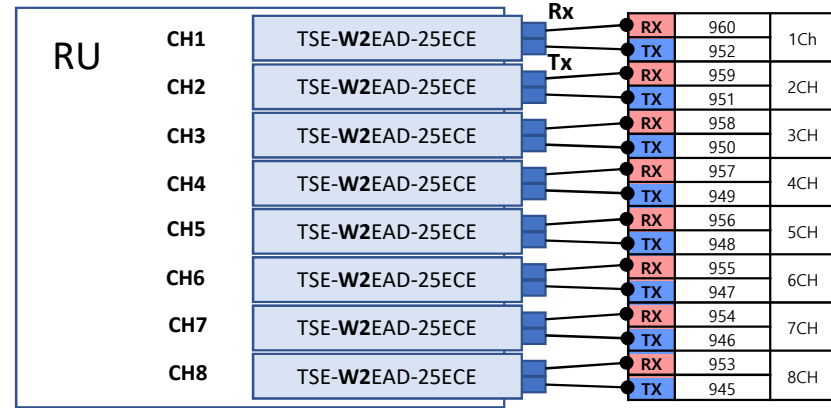 RU
Rx
Tx
CH1 TSE-W2EAD-25ECE RX 960 1Ch
TX 952
CH2 TSE-W2EAD-25ECE RX 959 2CH
TX 951
CH3 TSE-W2EAD-25ECE RX 958 3CH
TX 950
CH4 TSE-W2EAD-25ECE RX 957 4CH
TX 949
CH5 TSE-W2EAD-25ECE RX 956 5CH
TX 948
CH6 TSE-W2EAD-25ECE RX 955 6CH
TX 947
CH7 TSE-W2EAD-25ECE RX 954 7CH
TX 946
CH8 TSE-W2EAD-25ECE RX 953 8CH
TX 945